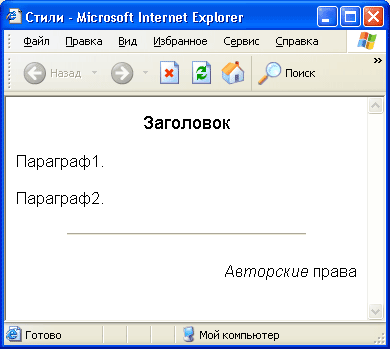 Стили - Microsoft Internet Explorer
Файл Правка Вид Избранное Сервис Справка »
Назад Поиск
Заголовок
Параграф1.
Параграф2.
Авторские права
Готово Мой компьютер